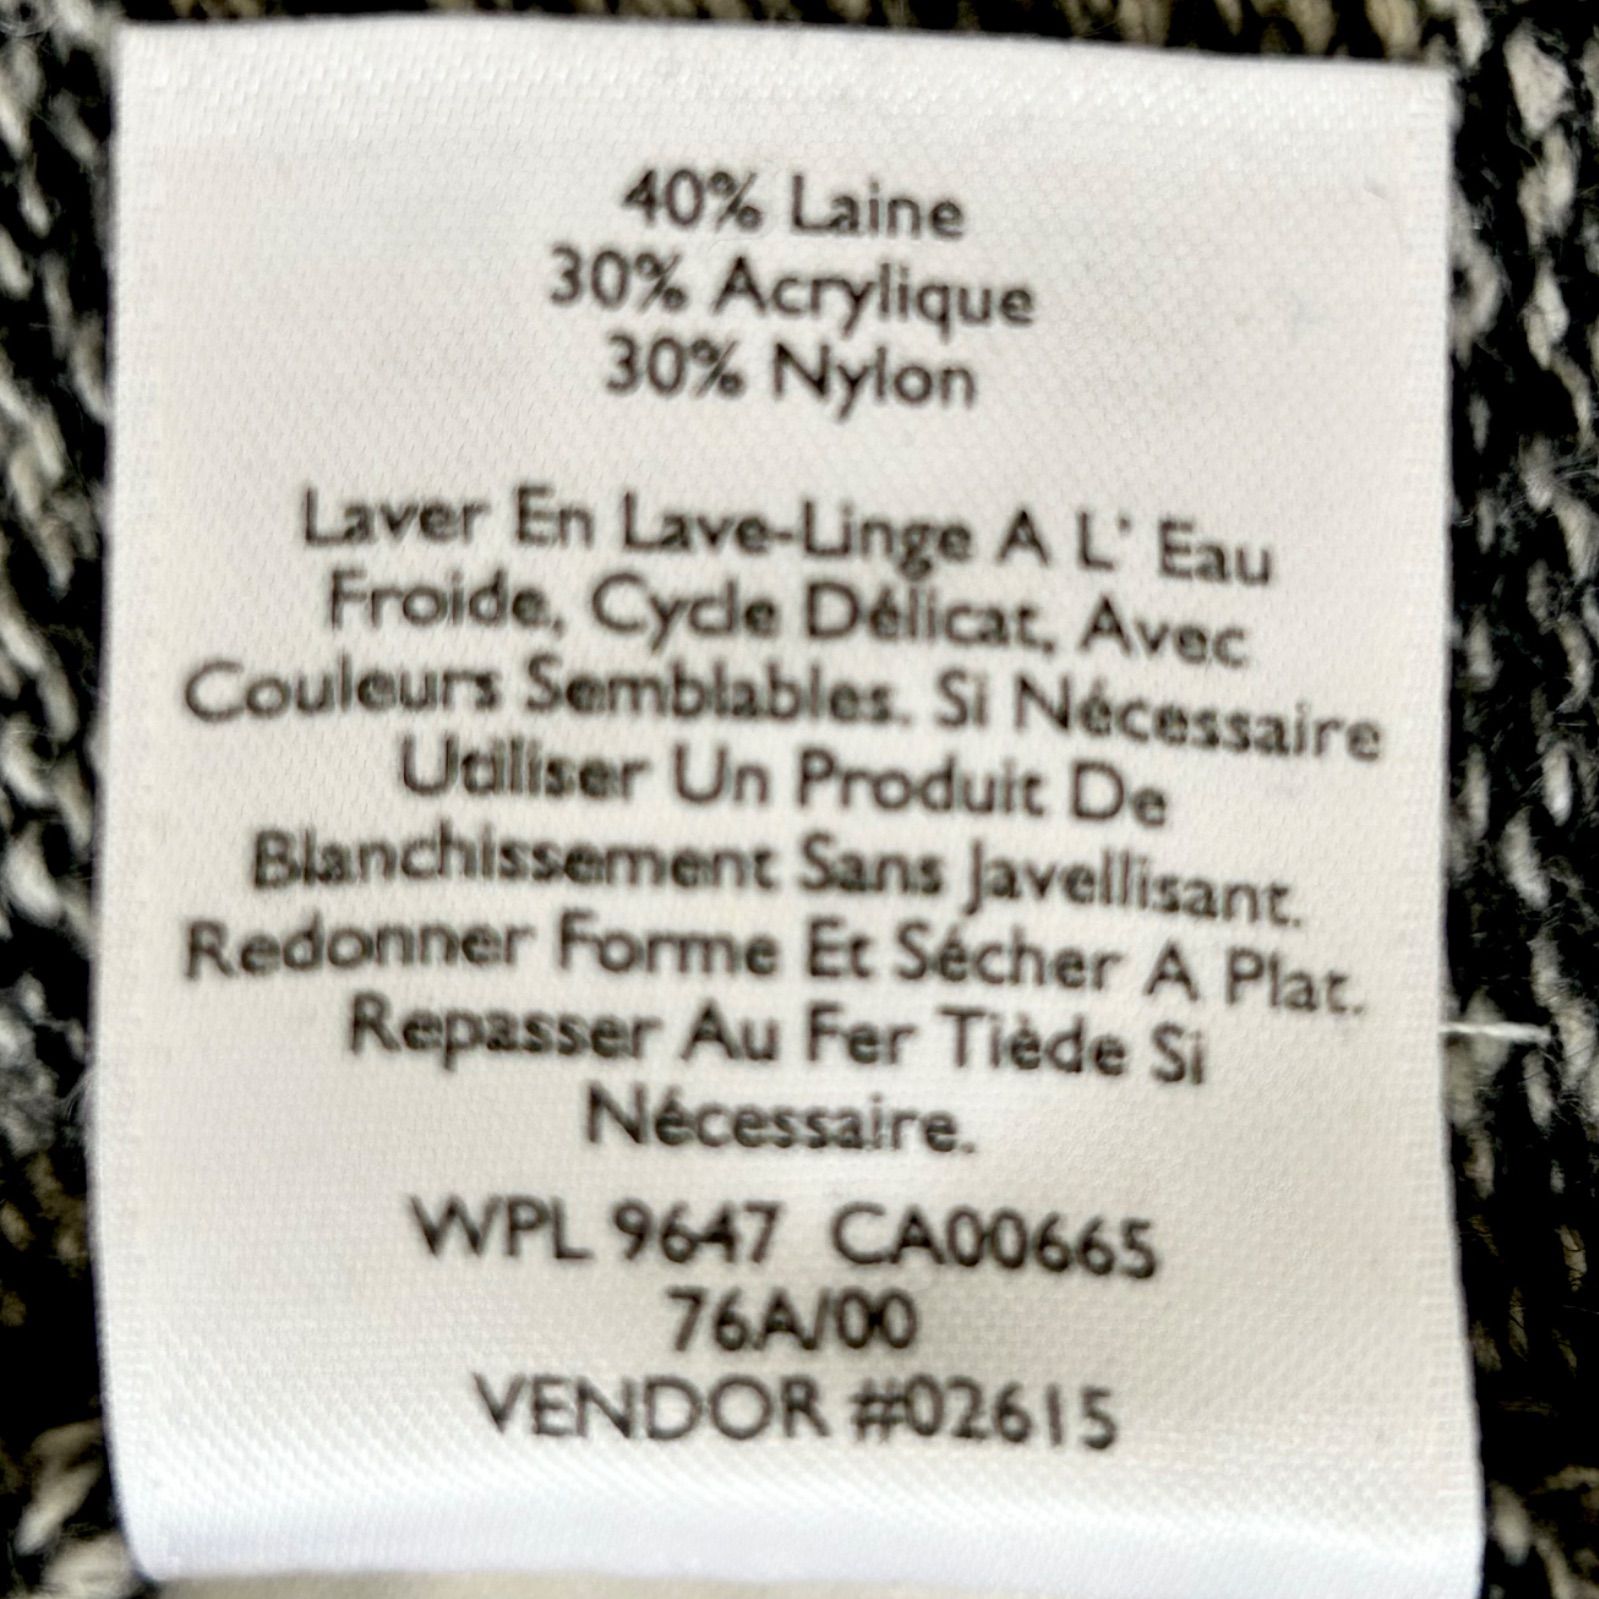 40% Laine
30% Acrylique
30% Nylon
Laver En Lave-Linge A L' Eau
Froide, Cycle Délicat, Avec
Couleurs Semblables. Si Nécessaire
Utiliser Un Produit De
Blanchissement Sans Javellisant.
Redonner Forme Et Sécher A Plat.
Repasser Au Fer Tiède Si
Nécessaire.
WPL 9647 CA00665
76A/00
VENDOR #02615